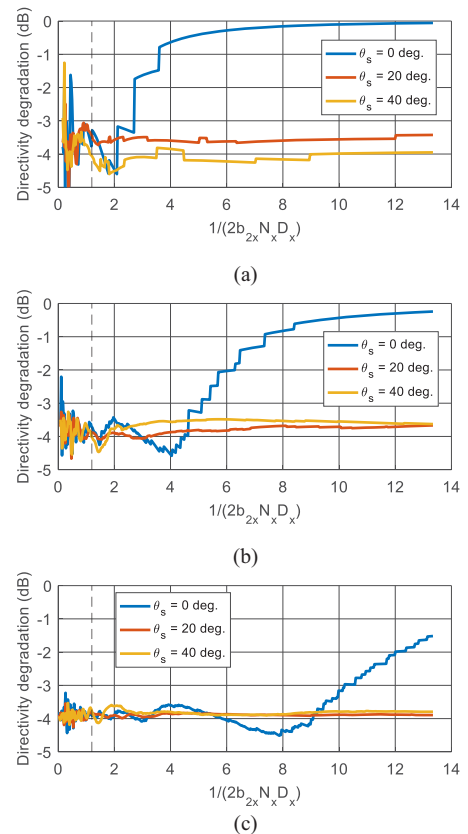 0
-1
-2
-3
-4
-5
Directivity degradation (dB)
θs = 0 deg.
θs = 20 deg.
θs = 40 deg.
0 2 4 6 8 10 12 14
1/(2b2xNxDx)
(a)
0
-1
-2
-3
-4
-5
Directivity degradation (dB)
θs = 0 deg.
θs = 20 deg.
θs = 40 deg.
0 2 4 6 8 10 12 14
1/(2b2xNxDx)
(b)
0
-1
-2
-3
-4
-5
Directivity degradation (dB)
θs = 0 deg.
θs = 20 deg.
θs = 40 deg.
0 2 4 6 8 10 12 14
1/(2b2xNxDx)
(c)